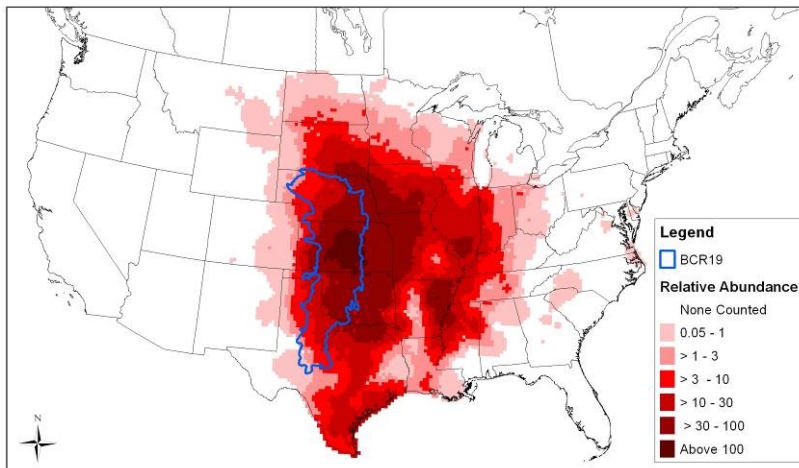 Legend
BCR19
Relative Abundance
None Counted
0.05 - 1
> 1 - 3
> 3 - 10
> 10 - 30
> 30 - 100
Above 100
N